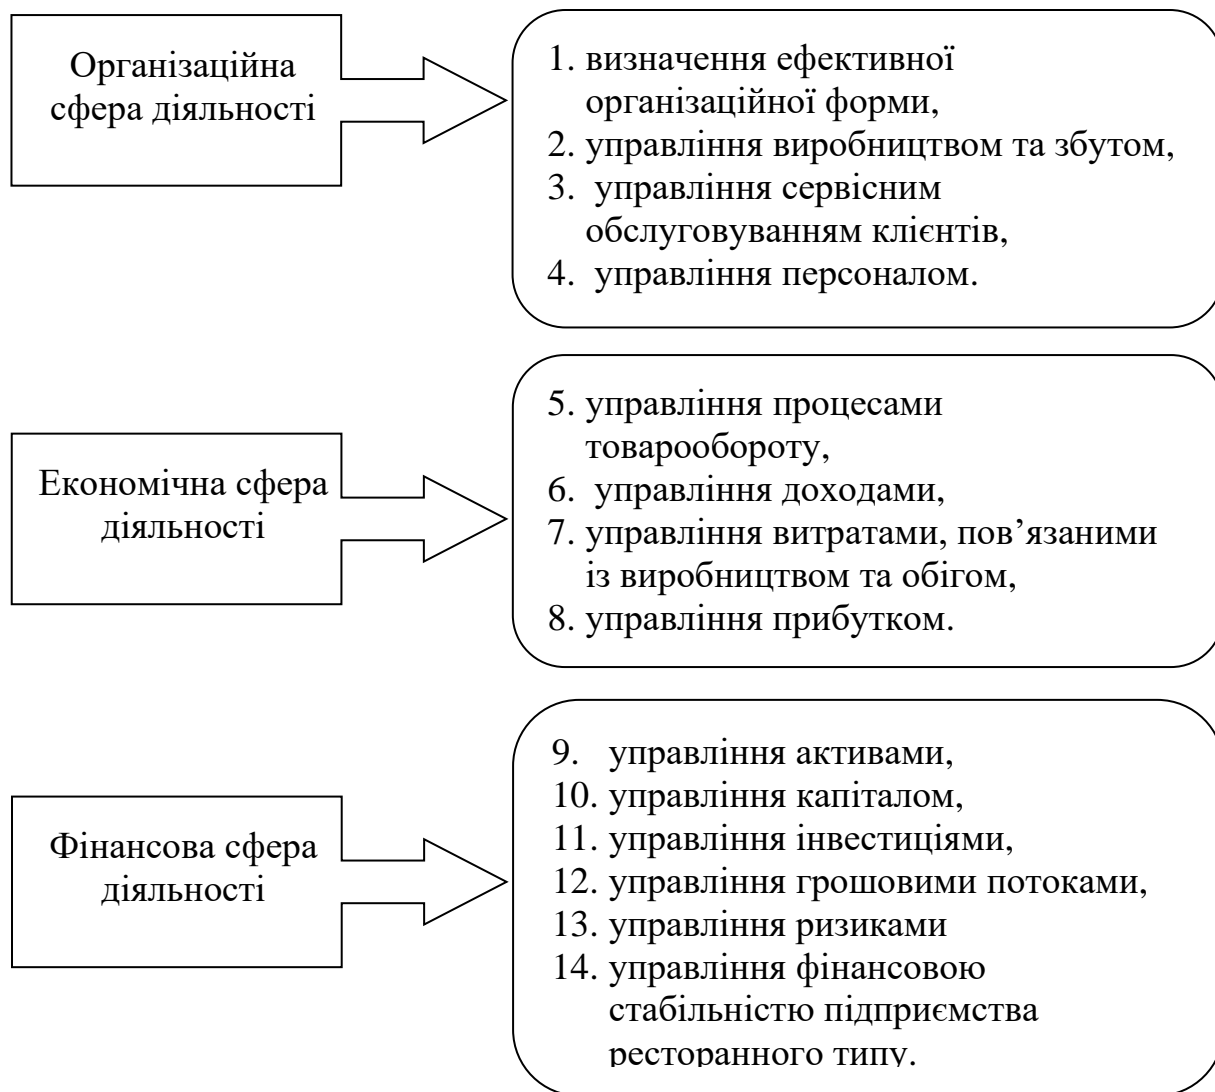 Організаційна
сфера діяльності
1. визначення ефективної
організаційної форми,
2. управління виробництвом та збутом,
3. управління сервісним
обслуговуванням клієнтів,
4. управління персоналом.
Економічна сфера
діяльності
5. управління процесами
товарообороту,
6. управління доходами,
7. управління витратами, пов’язаними
із виробництвом та обігом,
8. управління прибутком.
Фінансова сфера
діяльності
9. управління активами,
10. управління капіталом,
11. управління інвестиціями,
12. управління грошовими потоками,
13. управління ризиками
14. управління фінансовою
стабільністю підприємства
ресторанного типу.